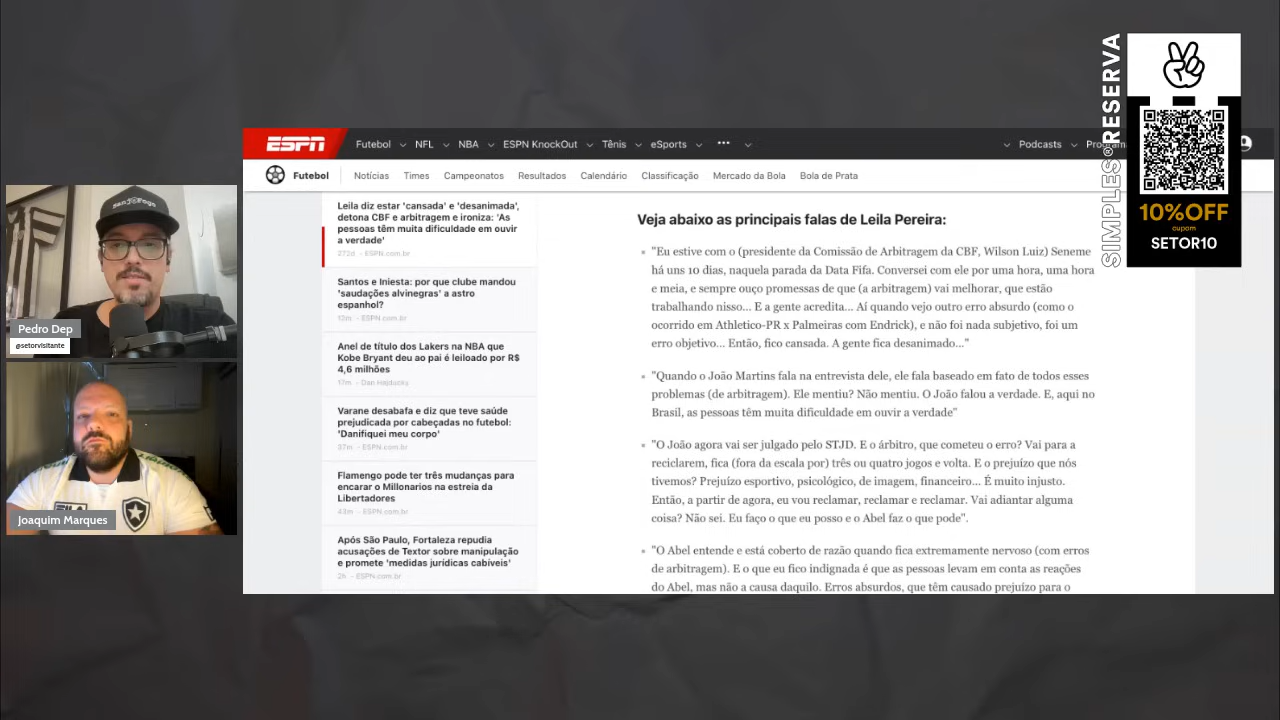 SanJoFogo
Pedro Dep
@setorvisitante
FILA
Joaquim Marques
ESPN
Futebol
NFL
NBA
ESPN KnockOut
Tênis
eSports
Podcasts
Futebol
Notícias
Times
Campeonatos
Resultados
Calendário
Classificação
Mercado da Bola
Bola de Prata
Leila diz estar 'cansada' e 'desanimada',
detona CBF e arbitragem e ironiza: 'As
pessoas têm muita dificuldade em ouvir
a verdade'
272d - ESPN.com.br
Santos e Iniesta: por que clube mandou
'saudações alvinegras' a astro
espanhol?
12m - ESPN.com.br
Anel de título dos Lakers na NBA que
Kobe Bryant deu ao pai é leiloado por R$
4,6 milhões
17m - Dan Hajducky
Varane desabafa e diz que teve saúde
prejudicada por cabeçadas no futebol:
'Danifiquei meu corpo'
37m - ESPN.com.br
Flamengo pode ter três mudanças para
encarar o Millonarios na estreia da
Libertadores
43m - ESPN.com.br
Após São Paulo, Fortaleza repudia
acusações de Textor sobre manipulação
e promete 'medidas jurídicas cabíveis'
2h - ESPN.com.br
Veja abaixo as principais falas de Leila Pereira:
"Eu estive com o (presidente da Comissão de Arbitragem da CBF, Wilson Luiz) Seneme
há uns 10 dias, naquela parada da Data Fifa. Conversei com ele por uma hora, uma hora
e meia, e sempre ouço promessas de que (a arbitragem) vai melhorar, que estão
trabalhando nisso... E a gente acredita... Aí quando vejo outro erro absurdo (como o
ocorrido em Athletico-PR x Palmeiras com Endrick), e não foi nada subjetivo, foi um
erro objetivo... Então, fico cansada. A gente fica desanimado..."
"Quando o João Martins fala na entrevista dele, ele fala baseado em fato de todos esses
problemas (de arbitragem). Ele mentiu? Não mentiu. O João falou a verdade. E, aqui no
Brasil, as pessoas têm muita dificuldade em ouvir a verdade"
"O João agora vai ser julgado pelo STJD. E o árbitro, que cometeu o erro? Vai para a
reciclarem, fica (fora da escala por) três ou quatro jogos e volta. E o prejuízo que nós
tivemos? Prejuízo esportivo, psicológico, de imagem, financeiro... É muito injusto.
Então, a partir de agora, eu vou reclamar, reclamar e reclamar. Vai adiantar alguma
coisa? Não sei. Eu faço o que eu posso e o Abel faz o que pode".
"O Abel entende e está coberto de razão quando fica extremamente nervoso (com erros
de arbitragem). E o que eu fico indignada é que as pessoas levam em conta as reações
do Abel, mas não a causa daquilo. Erros absurdos, que têm causado prejuízo para o
SIMPLES®RESERVA
10%OFF
cupom
SETOR10